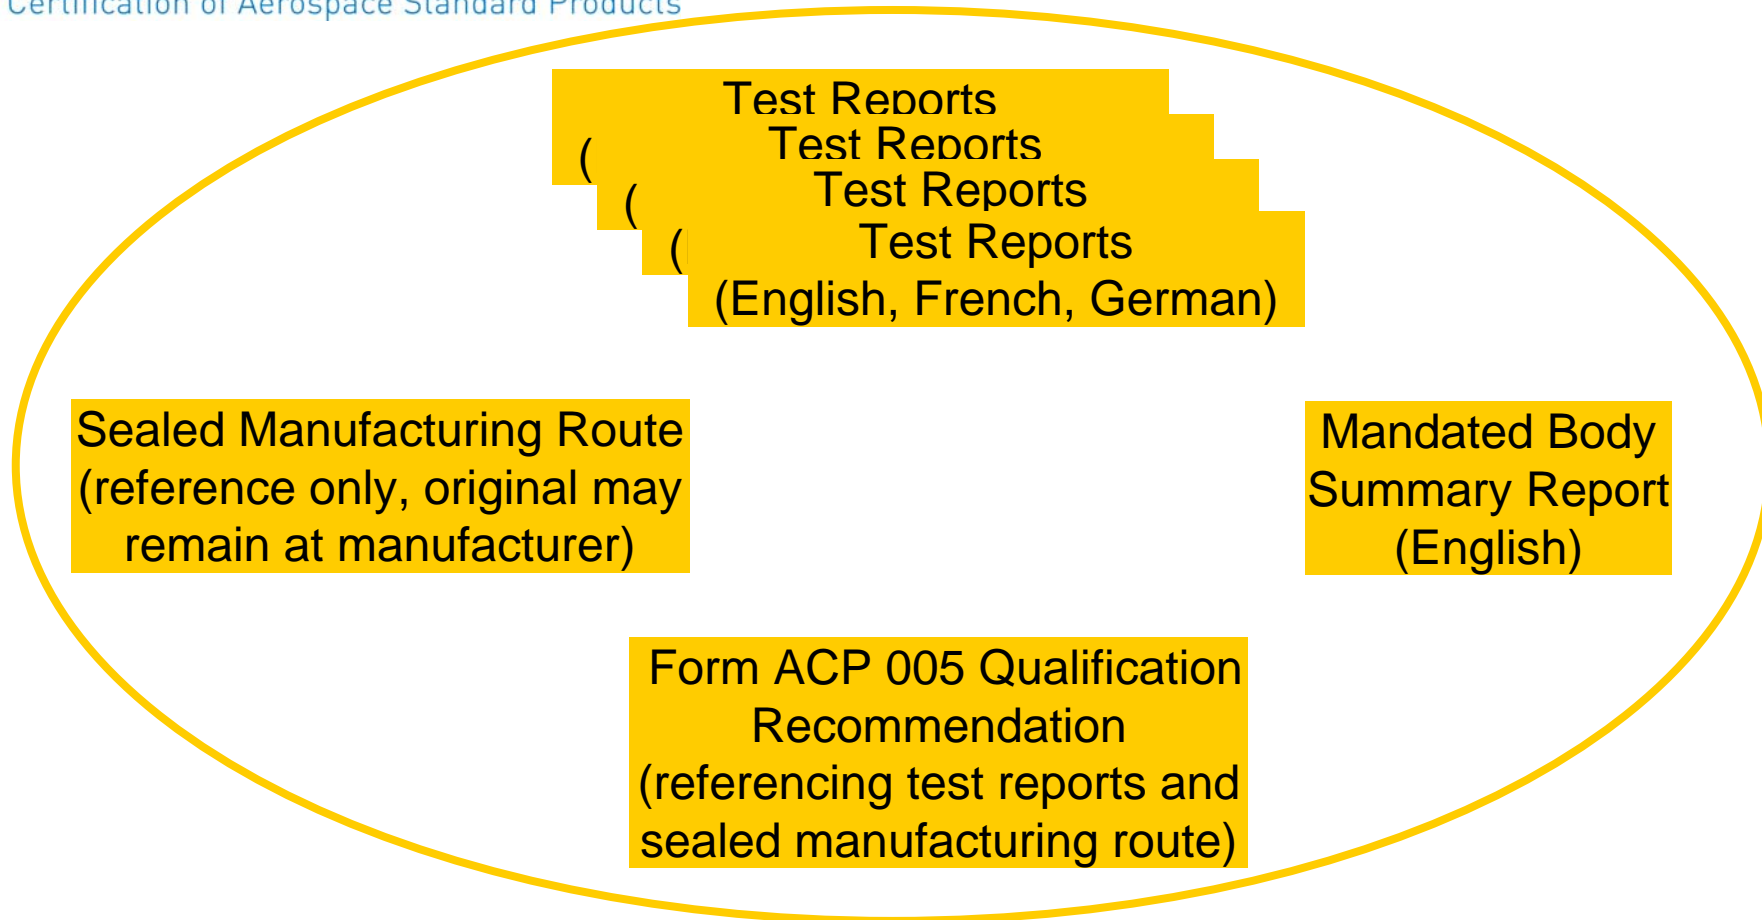 Certification of Aerospace Standard Products
Test Reports
(
Test Reports
(
Test Reports
(
Test Reports
(English, French, German)
Sealed Manufacturing Route
(reference only, original may
remain at manufacturer)
Mandated Body
Summary Report
(English)
Form ACP 005 Qualification
Recommendation
(referencing test reports and
sealed manufacturing route)